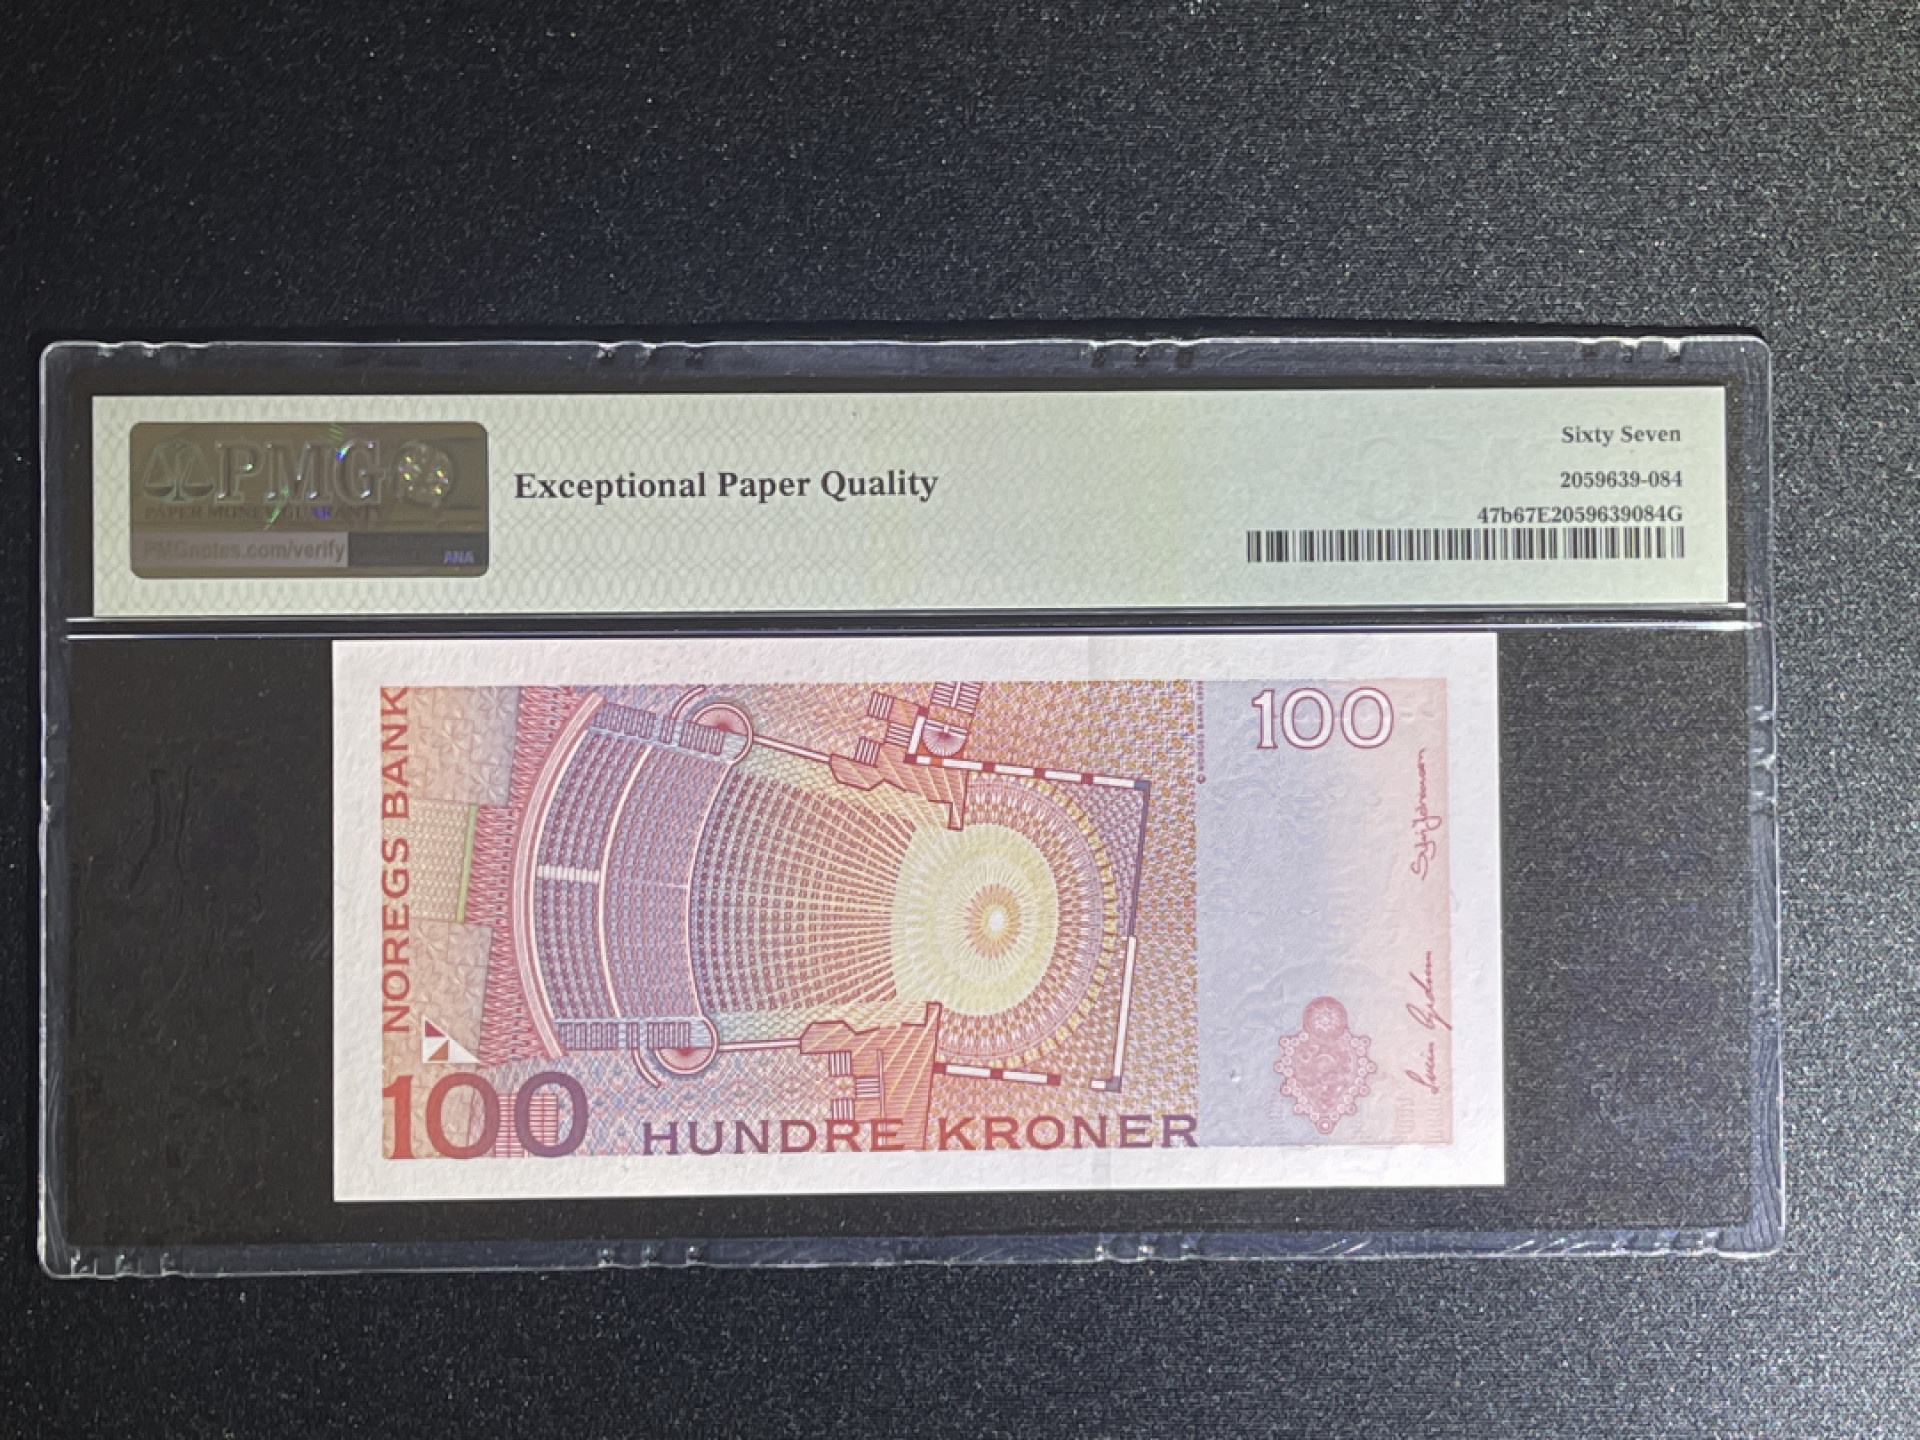 PMG
PAPER MONEY GUARANTY
PMGnotes.com/verify
ANA
Exceptional Paper Quality
Sixty Seven
2059639-084
47b67E2059639084G
NOREGS BANK
100
100
HUNDRE KRONER